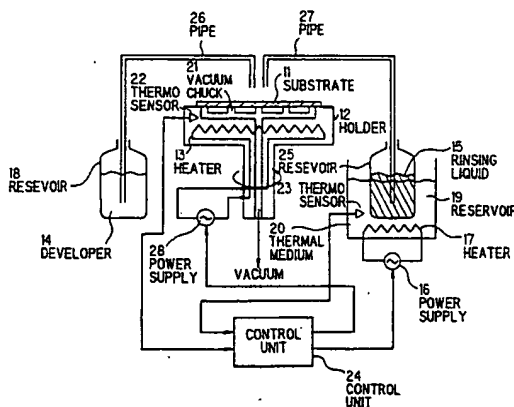 26 PIPE
27 PIPE
22 THERMO SENSOR
21 VACUUM CHUCK
11 SUBSTRATE
12 HOLDER
18 RESEVOIR
13 HEATER
25 RESEVOIR
15 RINSING LIQUID
23
THERMO SENSOR
19 RESERVOIR
14 DEVELOPER
28 POWER SUPPLY
VACUUM
20 THERMAL MEDIUM
17 HEATER
16 POWER SUPPLY
CONTROL UNIT
24 CONTROL UNIT